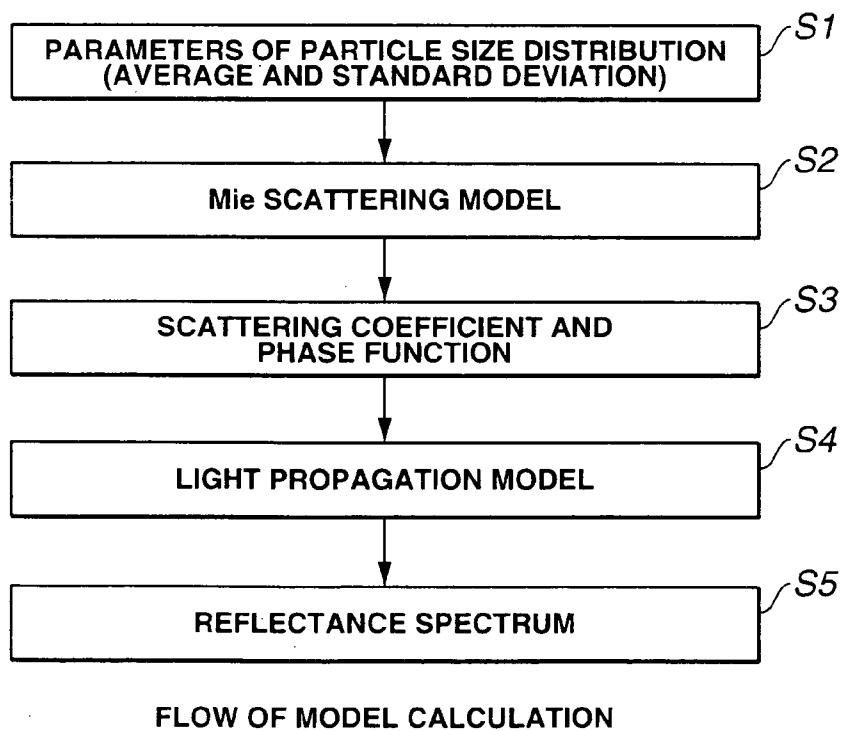 S1
PARAMETERS OF PARTICLE SIZE DISTRIBUTION
(AVERAGE AND STANDARD DEVIATION)
S2
Mie SCATTERING MODEL
S3
SCATTERING COEFFICIENT AND
PHASE FUNCTION
S4
LIGHT PROPAGATION MODEL
S5
REFLECTANCE SPECTRUM
FLOW OF MODEL CALCULATION